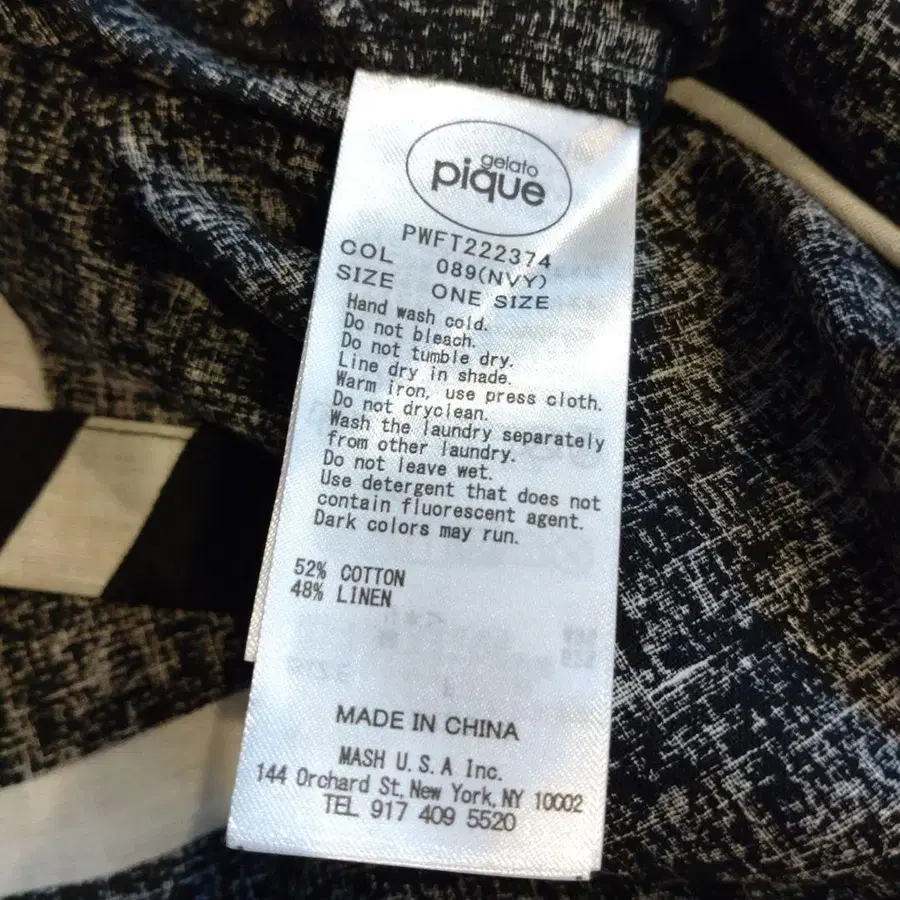 gelato
pique
PWFT222374
COL 089(NVY)
SIZE ONE SIZE
Hand wash cold.
Do not bleach.
Do not tumble dry.
Line dry in shade.
Warm iron, use press cloth.
Do not dryclean.
Wash the laundry separately
from other laundry.
Do not leave wet.
Use detergent that does not
contain fluorescent agent.
Dark colors may run.
52% COTTON
48% LINEN
MADE IN CHINA
MASH U.S.A Inc.
144 Orchard St, New York, NY 10002
TEL 917 409 5520